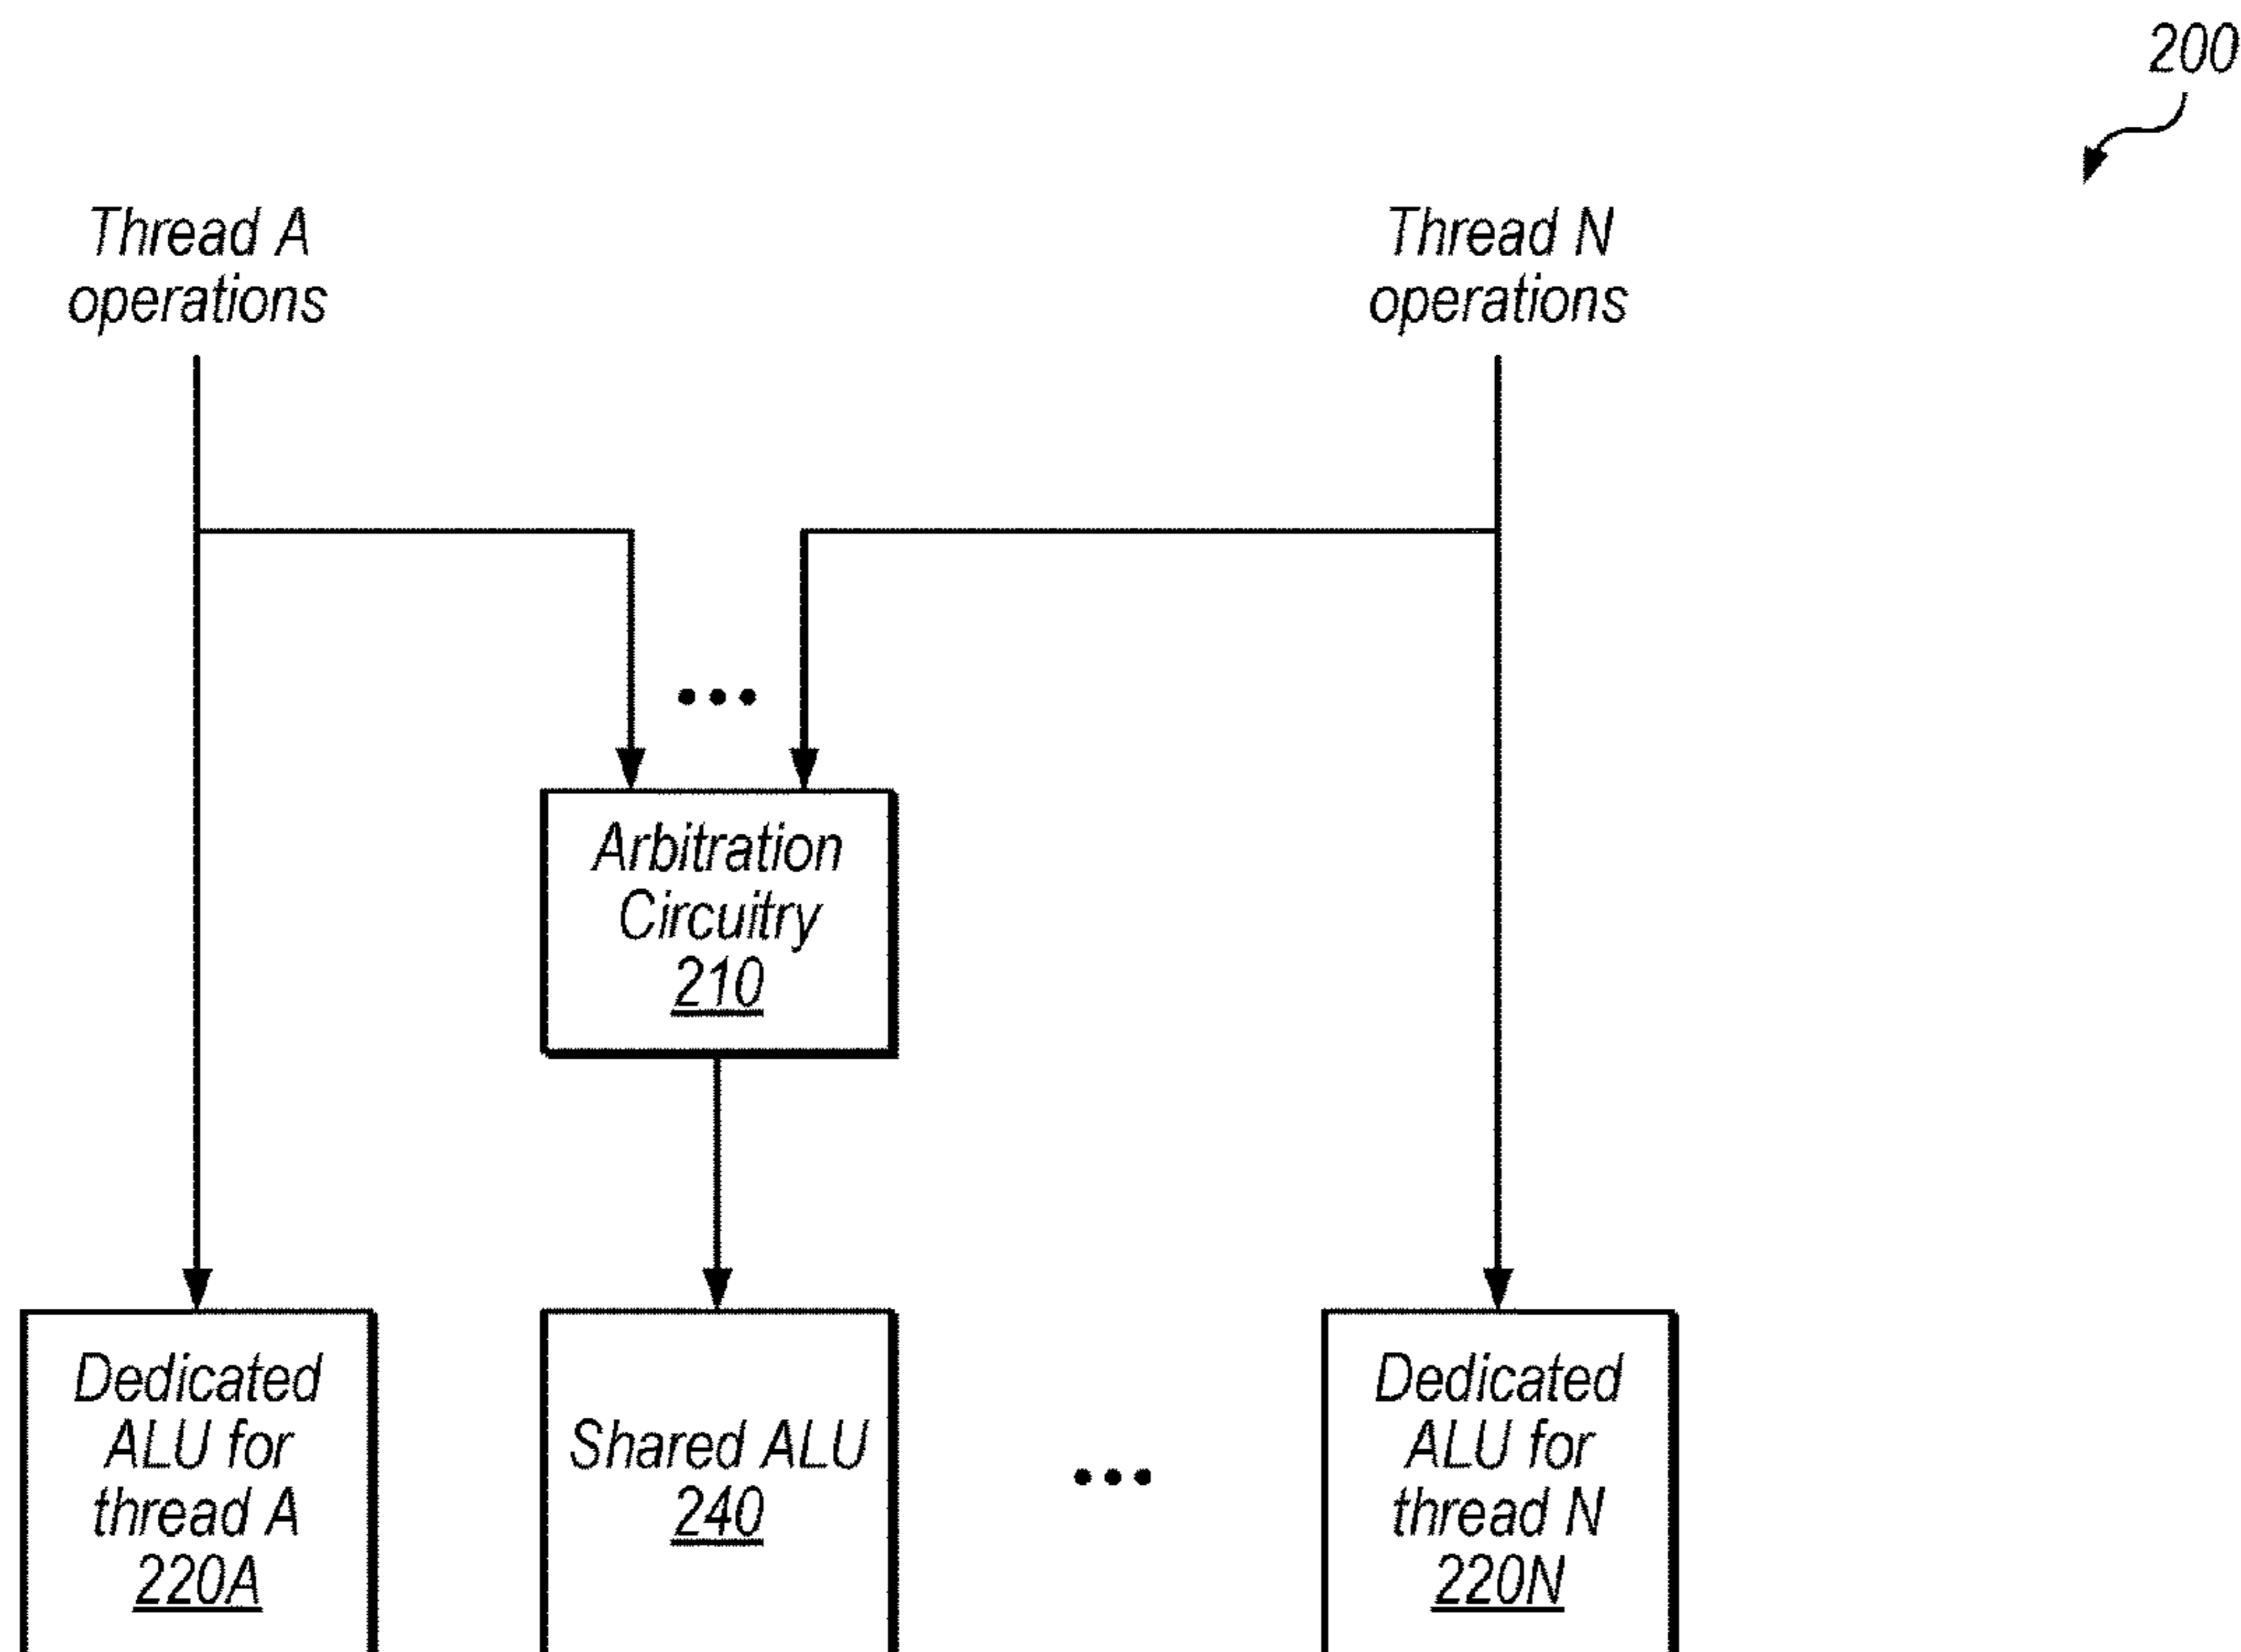 200
Thread A
operations
Thread N
operations
...
Arbitration
Circuitry
210
Dedicated
ALU for
thread A
220A
Shared ALU
240
...
Dedicated
ALU for
thread N
220N